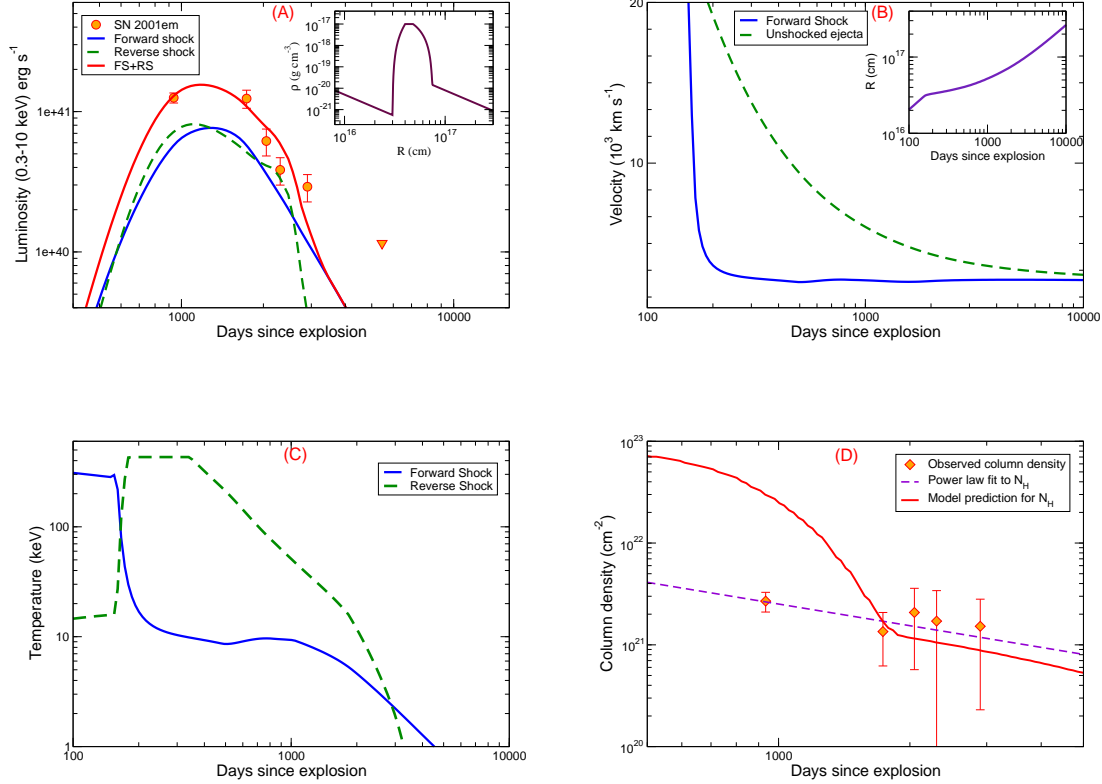 (A)
SN 2001em
Forward shock
Reverse shock
FS+RS
Luminosity (0.3-10 keV) erg s⁻¹
1e+41
1e+40
1000
10000
Days since explosion
ρ (g cm⁻³)
10⁻¹⁷
10⁻¹⁸
10⁻¹⁹
10⁻²⁰
10⁻²¹
10¹⁶
10¹⁷
R (cm)
(B)
Forward Shock
Unshocked ejecta
Velocity (10³ km s⁻¹)
20
10
100
1000
10000
Days since explosion
R (cm)
10¹⁷
10¹⁶
100
1000
10000
Days since explosion
(C)
Forward Shock
Reverse Shock
Temperature (keV)
100
10
1
100
1000
10000
Days since explosion
(D)
Observed column density
Power law fit to N_H
Model prediction for N_H
Column density (cm⁻²)
10²³
10²²
10²¹
10²⁰
1000
Days since explosion